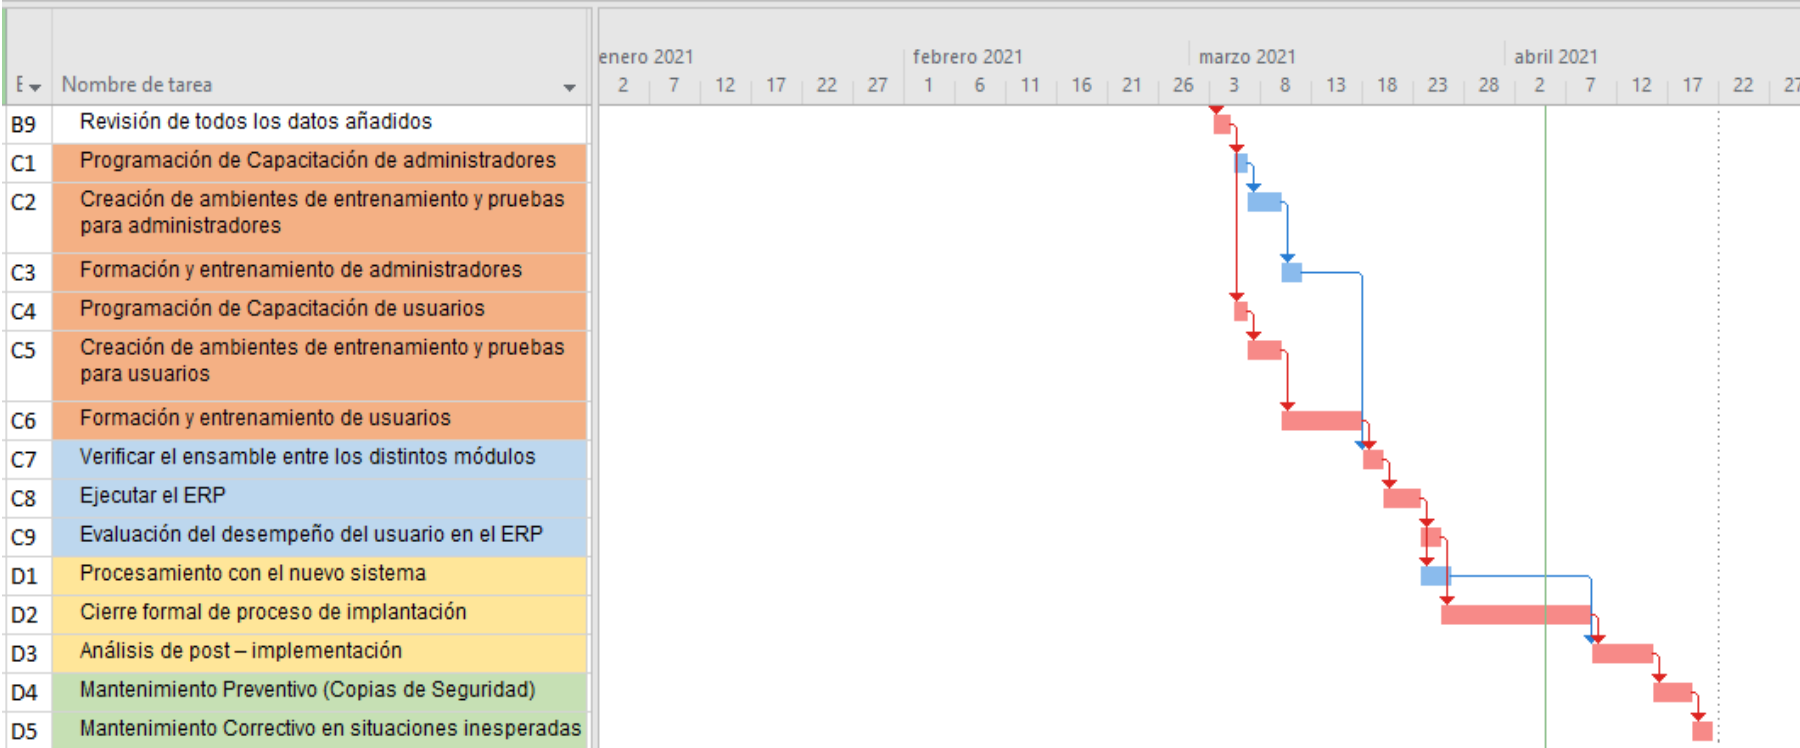 enero 2021 febrero 2021 marzo 2021 abril 2021
E Nombre de tarea 2 7 12 17 22 27 1 6 11 16 21 26 3 8 13 18 23 28 2 7 12 17 22 27
B9 Revisión de todos los datos añadidos
C1 Programación de Capacitación de administradores
C2 Creación de ambientes de entrenamiento y pruebas
para administradores
C3 Formación y entrenamiento de administradores
C4 Programación de Capacitación de usuarios
C5 Creación de ambientes de entrenamiento y pruebas
para usuarios
C6 Formación y entrenamiento de usuarios
C7 Verificar el ensamble entre los distintos módulos
C8 Ejecutar el ERP
C9 Evaluación del desempeño del usuario en el ERP
D1 Procesamiento con el nuevo sistema
D2 Cierre formal de proceso de implantación
D3 Análisis de post – implementación
D4 Mantenimiento Preventivo (Copias de Seguridad)
D5 Mantenimiento Correctivo en situaciones inesperadas